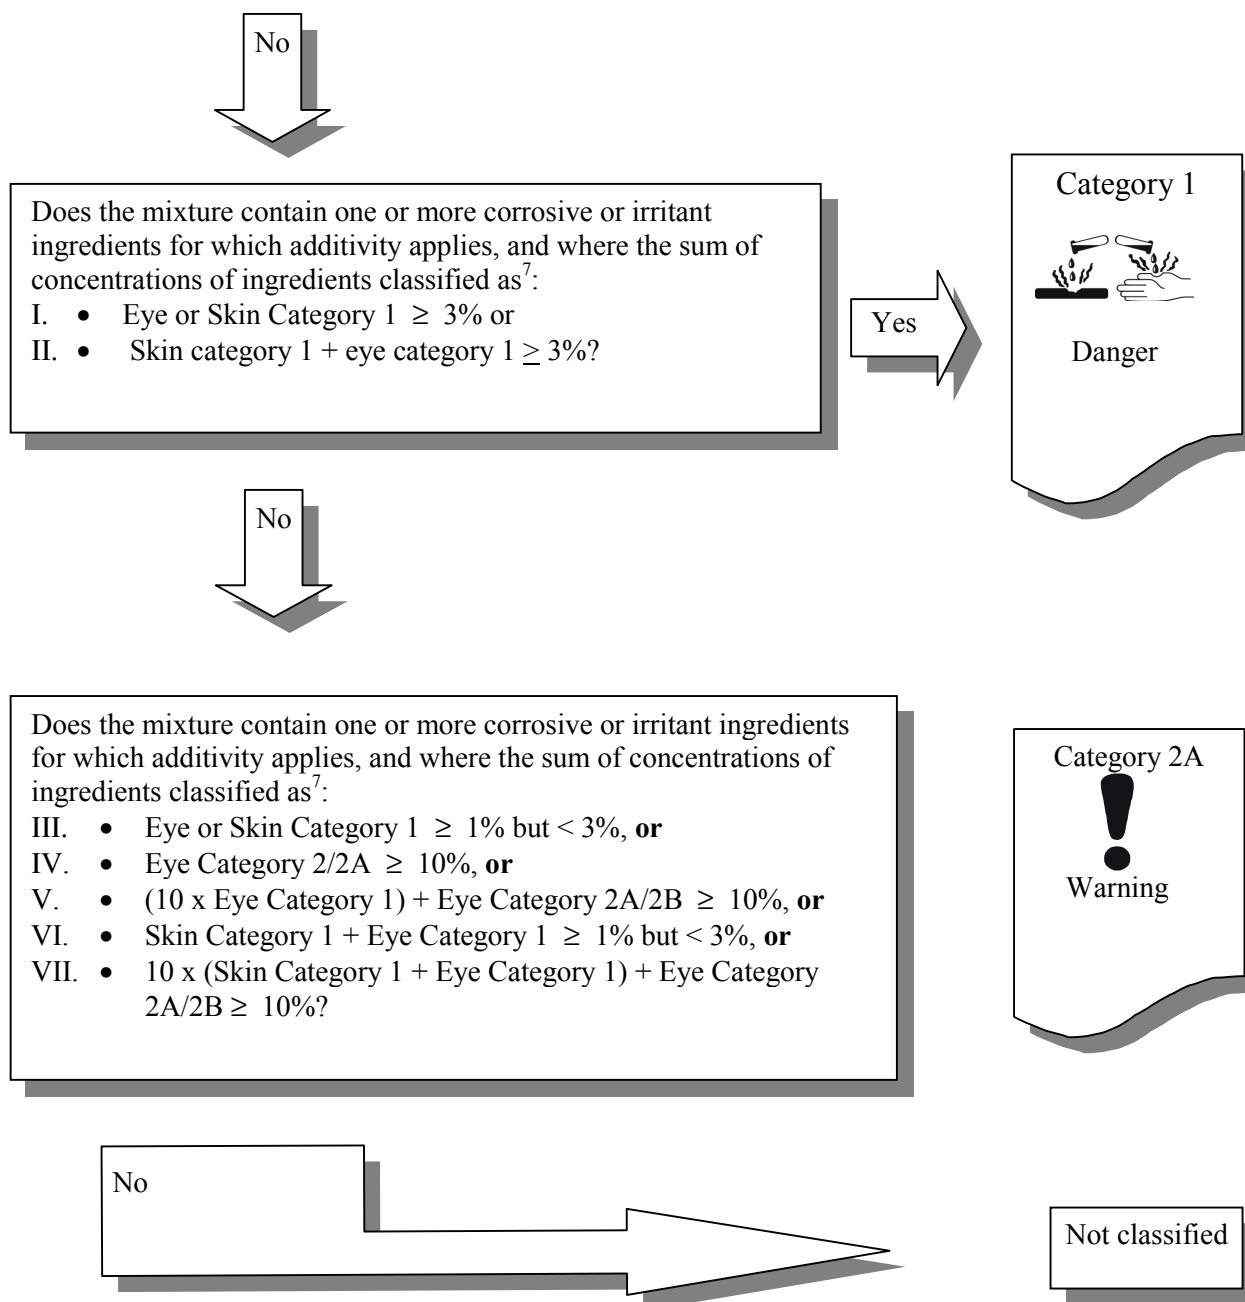 No
Does the mixture contain one or more corrosive or irritant
ingredients for which additivity applies, and where the sum of
concentrations of ingredients classified as⁷:
I. • Eye or Skin Category 1 ≥ 3% or
II. • Skin category 1 + eye category 1 ≥ 3%?
Yes
Category 1
Danger
No
Does the mixture contain one or more corrosive or irritant ingredients
for which additivity applies, and where the sum of concentrations of
ingredients classified as⁷:
III. • Eye or Skin Category 1 ≥ 1% but < 3%, or
IV. • Eye Category 2/2A ≥ 10%, or
V. • (10 x Eye Category 1) + Eye Category 2A/2B ≥ 10%, or
VI. • Skin Category 1 + Eye Category 1 ≥ 1% but < 3%, or
VII. • 10 x (Skin Category 1 + Eye Category 1) + Eye Category
2A/2B ≥ 10%?
Category 2A
Warning
No
Not classified